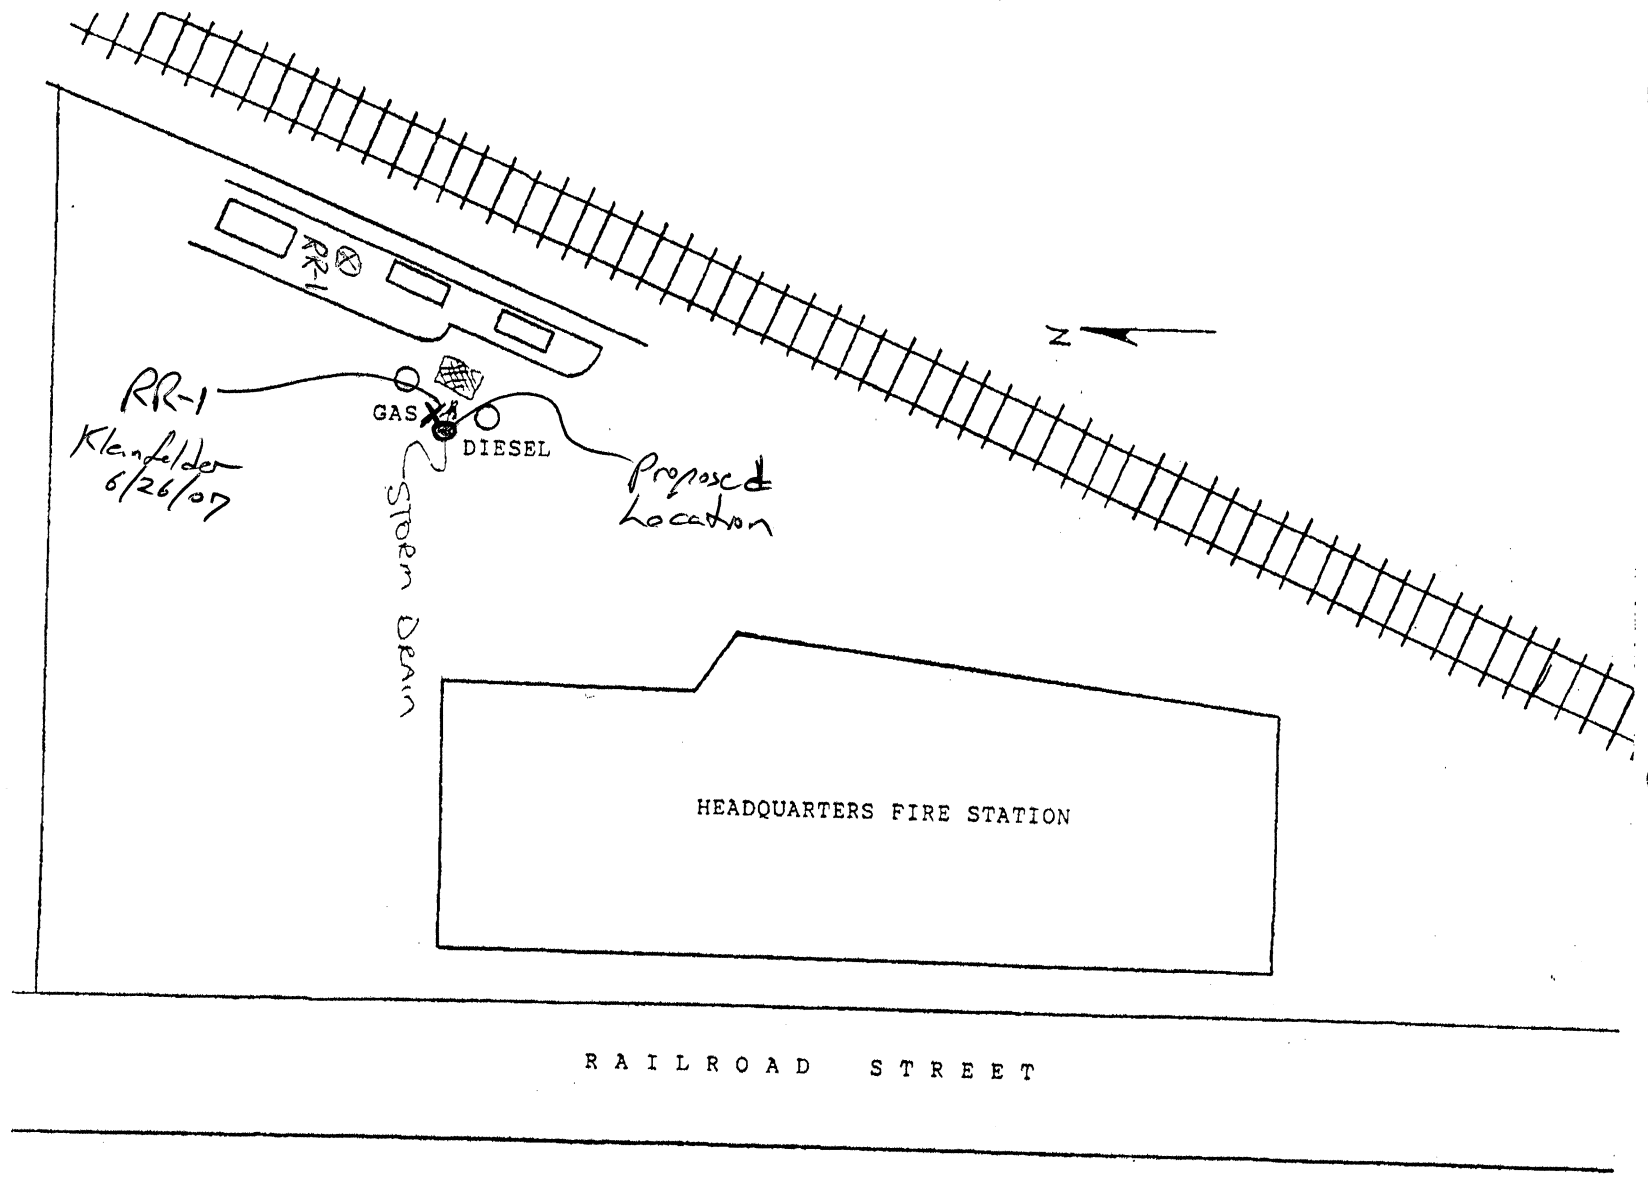 RR-1
N
RR-1
Kleinfelder
6/26/07
GAS
DIESEL
Proposed
Location
STORM DRAIN
HEADQUARTERS FIRE STATION
RAILROAD STREET